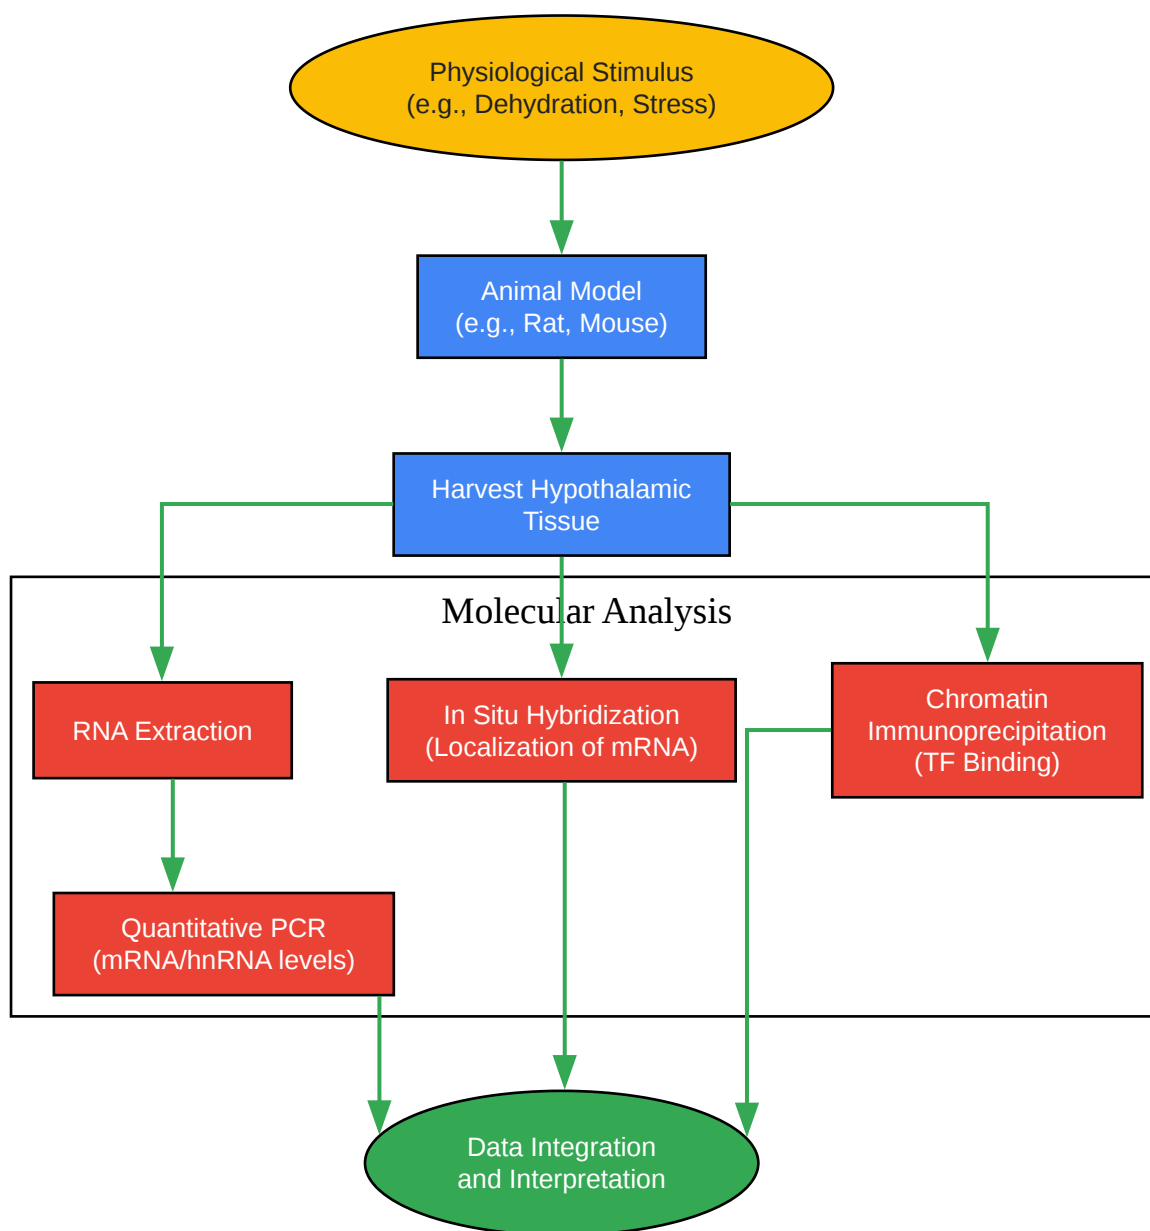 Physiological Stimulus
(e.g., Dehydration, Stress)
Animal Model
(e.g., Rat, Mouse)
Harvest Hypothalamic
Tissue
Molecular Analysis
RNA Extraction
In Situ Hybridization
(Localization of mRNA)
Chromatin
Immunoprecipitation
(TF Binding)
Quantitative PCR
(mRNA/hnRNA levels)
Data Integration
and Interpretation